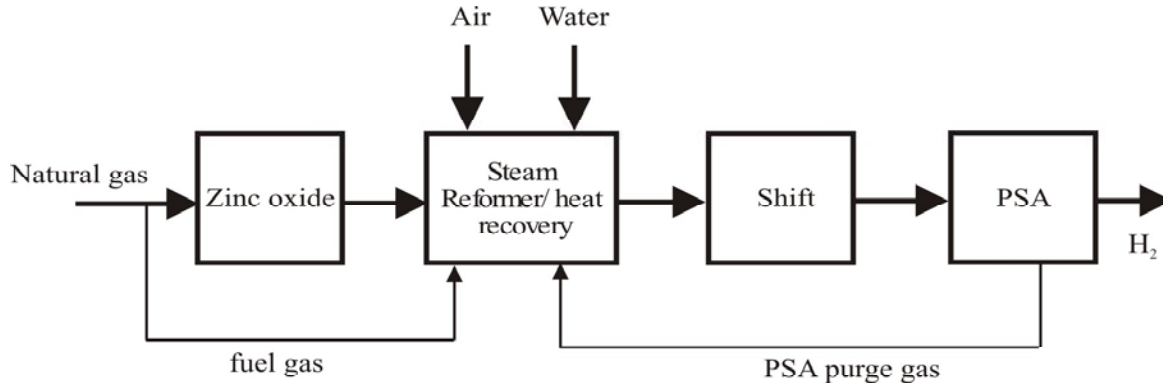 Air
Water
Natural gas
Zinc oxide
Steam
Reformer/ heat
recovery
Shift
PSA
H₂
fuel gas
PSA purge gas